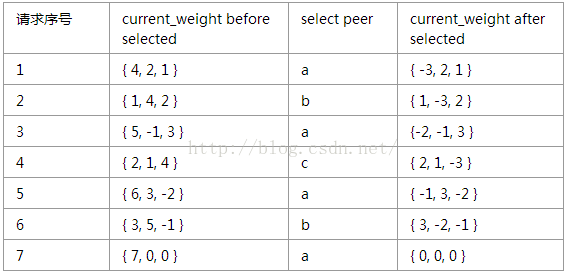 请求序号 current_weight before selected select peer current_weight after selected
1 { 4, 2, 1 } a { -3, 2, 1 }
2 { 1, 4, 2 } b { 1, -3, 2 }
3 { 5, -1, 3 } a {-2, -1, 3 }
http://blog.csdn.net/
4 { 2, 1, 4 } c { 2, 1, -3 }
5 { 6, 3, -2 } a { -1, 3, -2 }
6 { 3, 5, -1 } b { 3, -2, -1 }
7 { 7, 0, 0 } a { 0, 0, 0 }